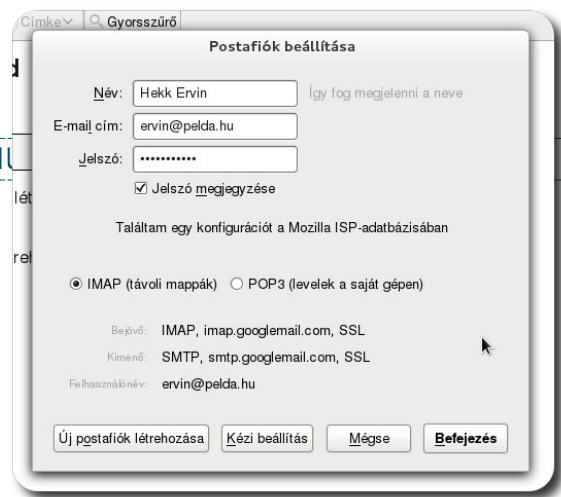 Címke
Gyorsszűrő
Postafiók beállítása
Név: Hekk Ervin Így fog megjelenni a neve
E-mail cím: ervin@pelda.hu
Jelszó: •••••••••••
Jelszó megjegyzése
Találtam egy konfigurációt a Mozilla ISP-adatbázisában
IMAP (távoli mappák) POP3 (levelek a saját gépen)
Bejövő: IMAP, imap.googlemail.com, SSL
Kimenő: SMTP, smtp.googlemail.com, SSL
Felhasználónév: ervin@pelda.hu
Új postafiók létrehozása Kézi beállítás Mégse Befejezés